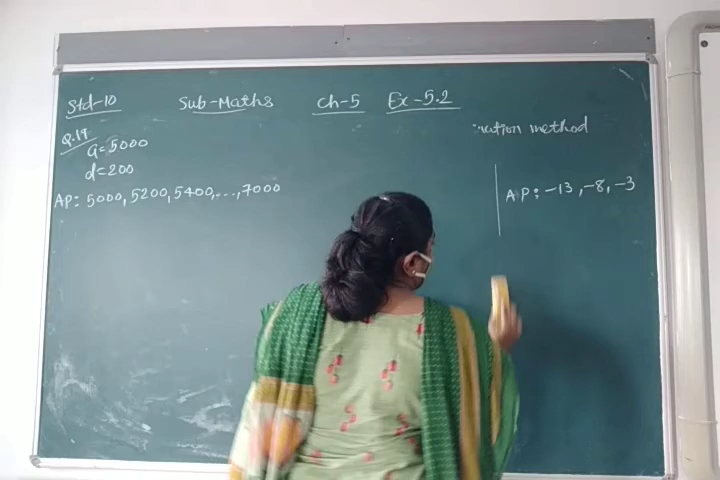 Std-10 Sub-Maths Ch-5 Ex-5.2
Q.19
a=5000
d=200
AP: 5000, 5200, 5400, ..., 7000
method
AP: -13, -8, -3